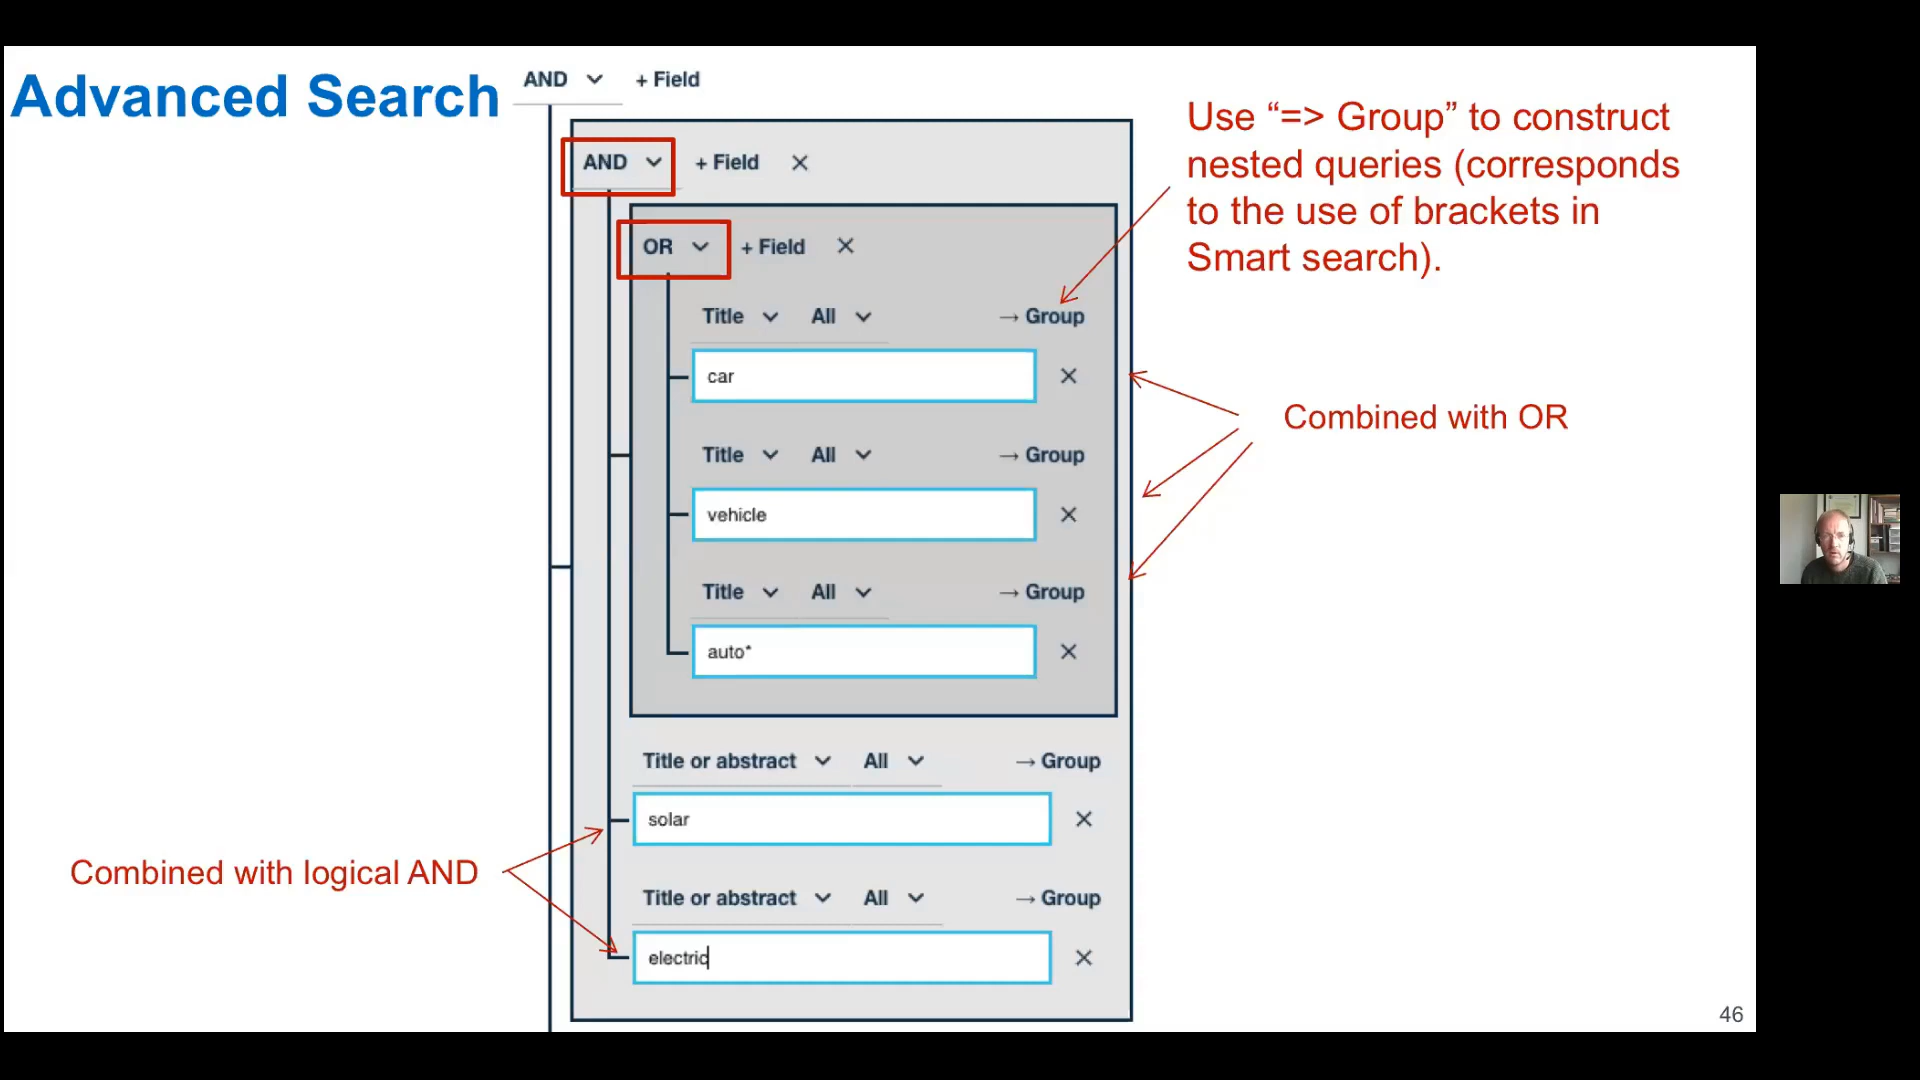 Advanced Search
AND + Field
AND + Field
OR + Field
Title All → Group
car
Title All → Group
vehicle
Title All → Group
auto*
Title or abstract All → Group
solar
Title or abstract All → Group
electric
Use “=> Group” to construct
nested queries (corresponds
to the use of brackets in
Smart search).
Combined with OR
Combined with logical AND
46